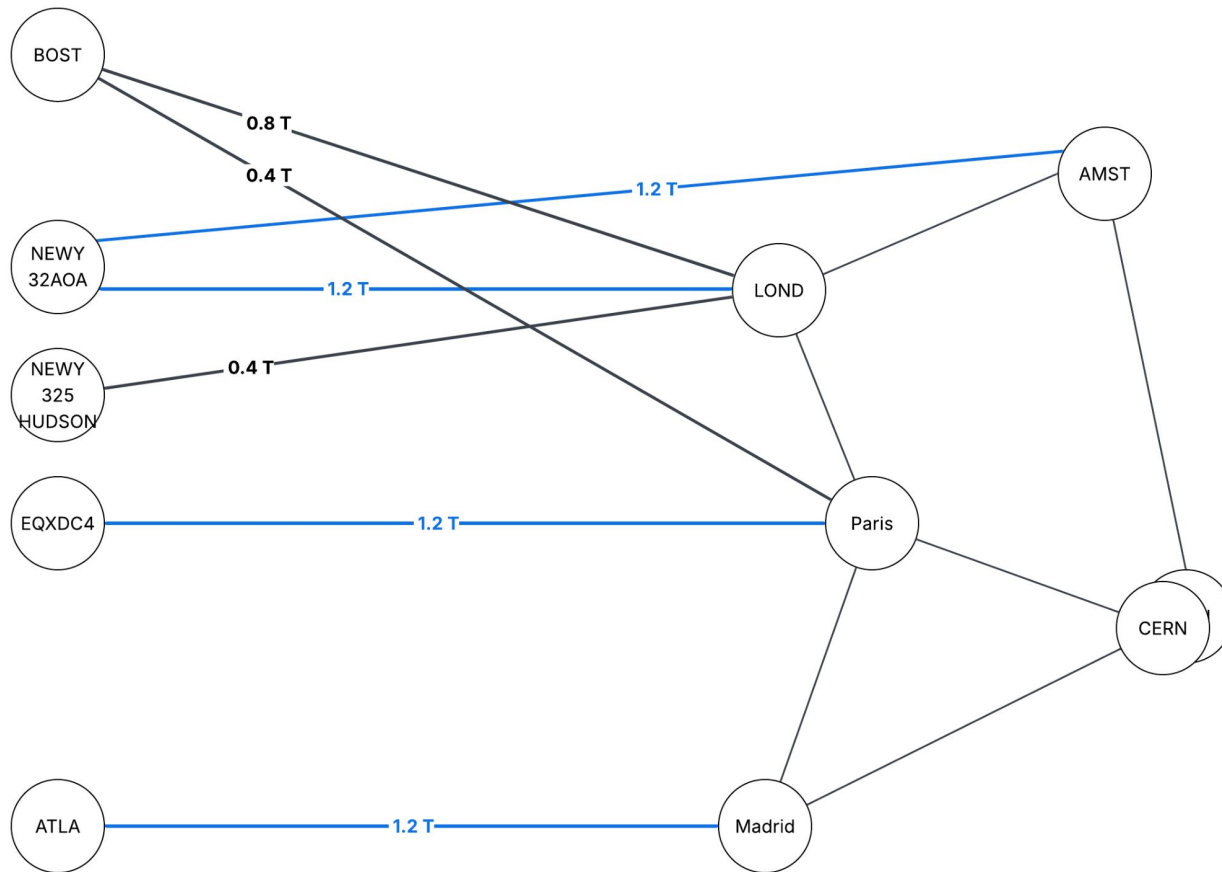 BOST
0.8 T
0.4 T
AMST
1.2 T
NEWY
32AOA
1.2 T
LOND
0.4 T
NEWY
325
HUDSON
EQXDC4
1.2 T
Paris
CERN
ATLA
1.2 T
Madrid